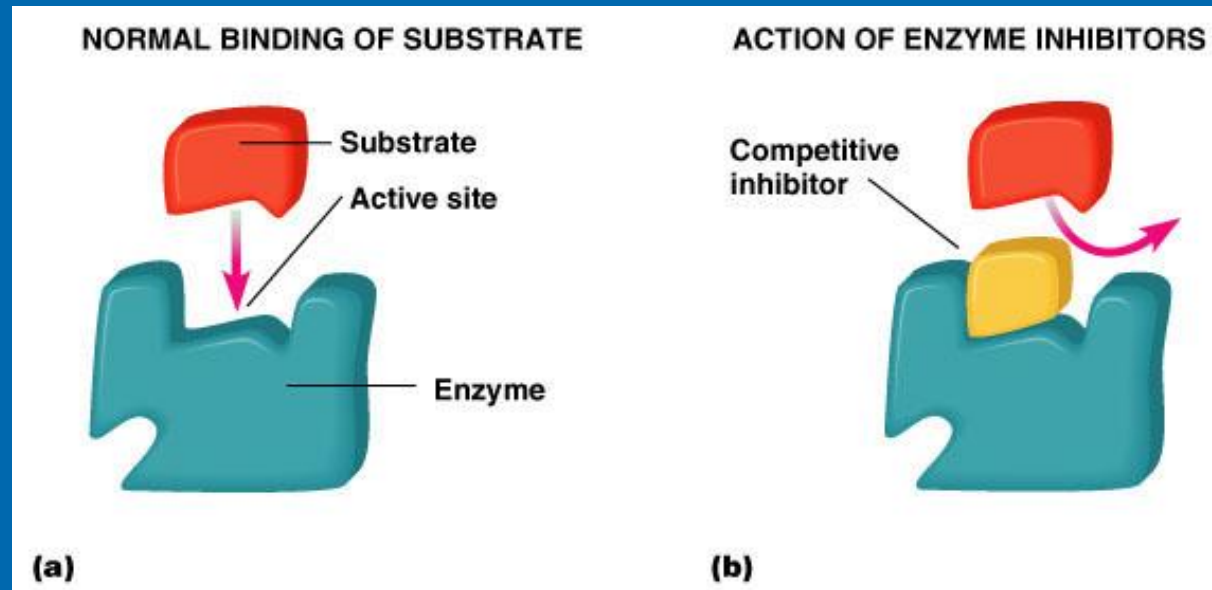 NORMAL BINDING OF SUBSTRATE
Substrate
Active site
Enzyme
(a)
ACTION OF ENZYME INHIBITORS
Competitive
inhibitor
(b)